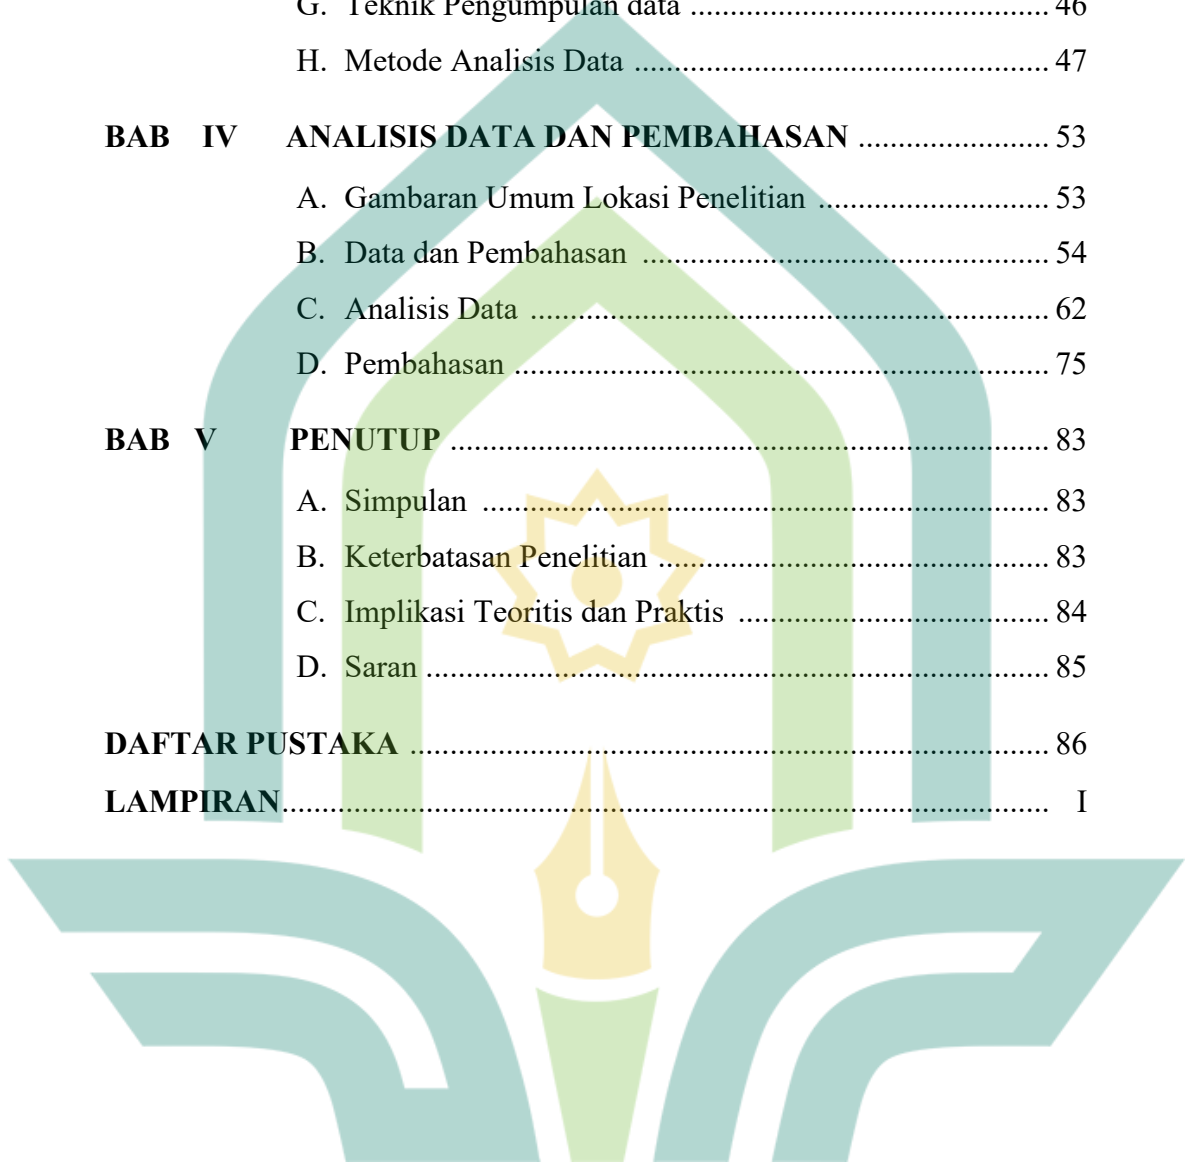 G. Teknik Pengumpulan data ............................................. 46
H. Metode Analisis Data .................................................... 47
BAB IV ANALISIS DATA DAN PEMBAHASAN ........................ 53
A. Gambaran Umum Lokasi Penelitian ............................. 53
B. Data dan Pembahasan ................................................... 54
C. Analisis Data ................................................................. 62
D. Pembahasan ................................................................... 75
BAB V PENUTUP ........................................................................... 83
A. Simpulan ....................................................................... 83
B. Keterbatasan Penelitian ................................................. 83
C. Implikasi Teoritis dan Praktis ....................................... 84
D. Saran .............................................................................. 85
DAFTAR PUSTAKA ................................................................................ 86
LAMPIRAN................................................................................................ I